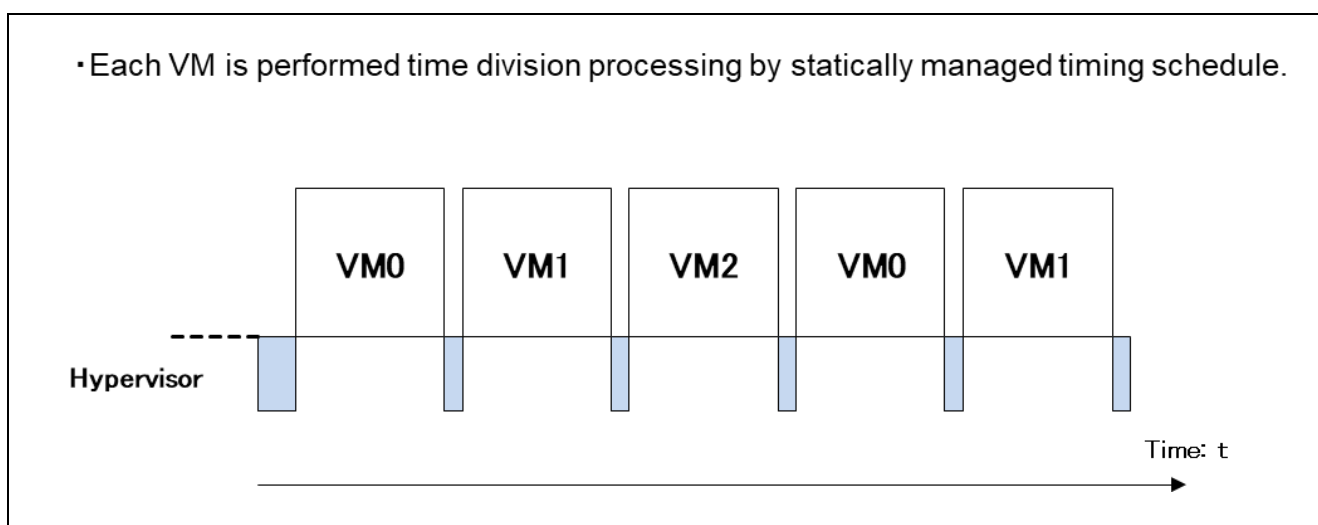 ・Each VM is performed time division processing by statically managed timing schedule.
VM0 VM1 VM2 VM0 VM1
Hypervisor
Time: t